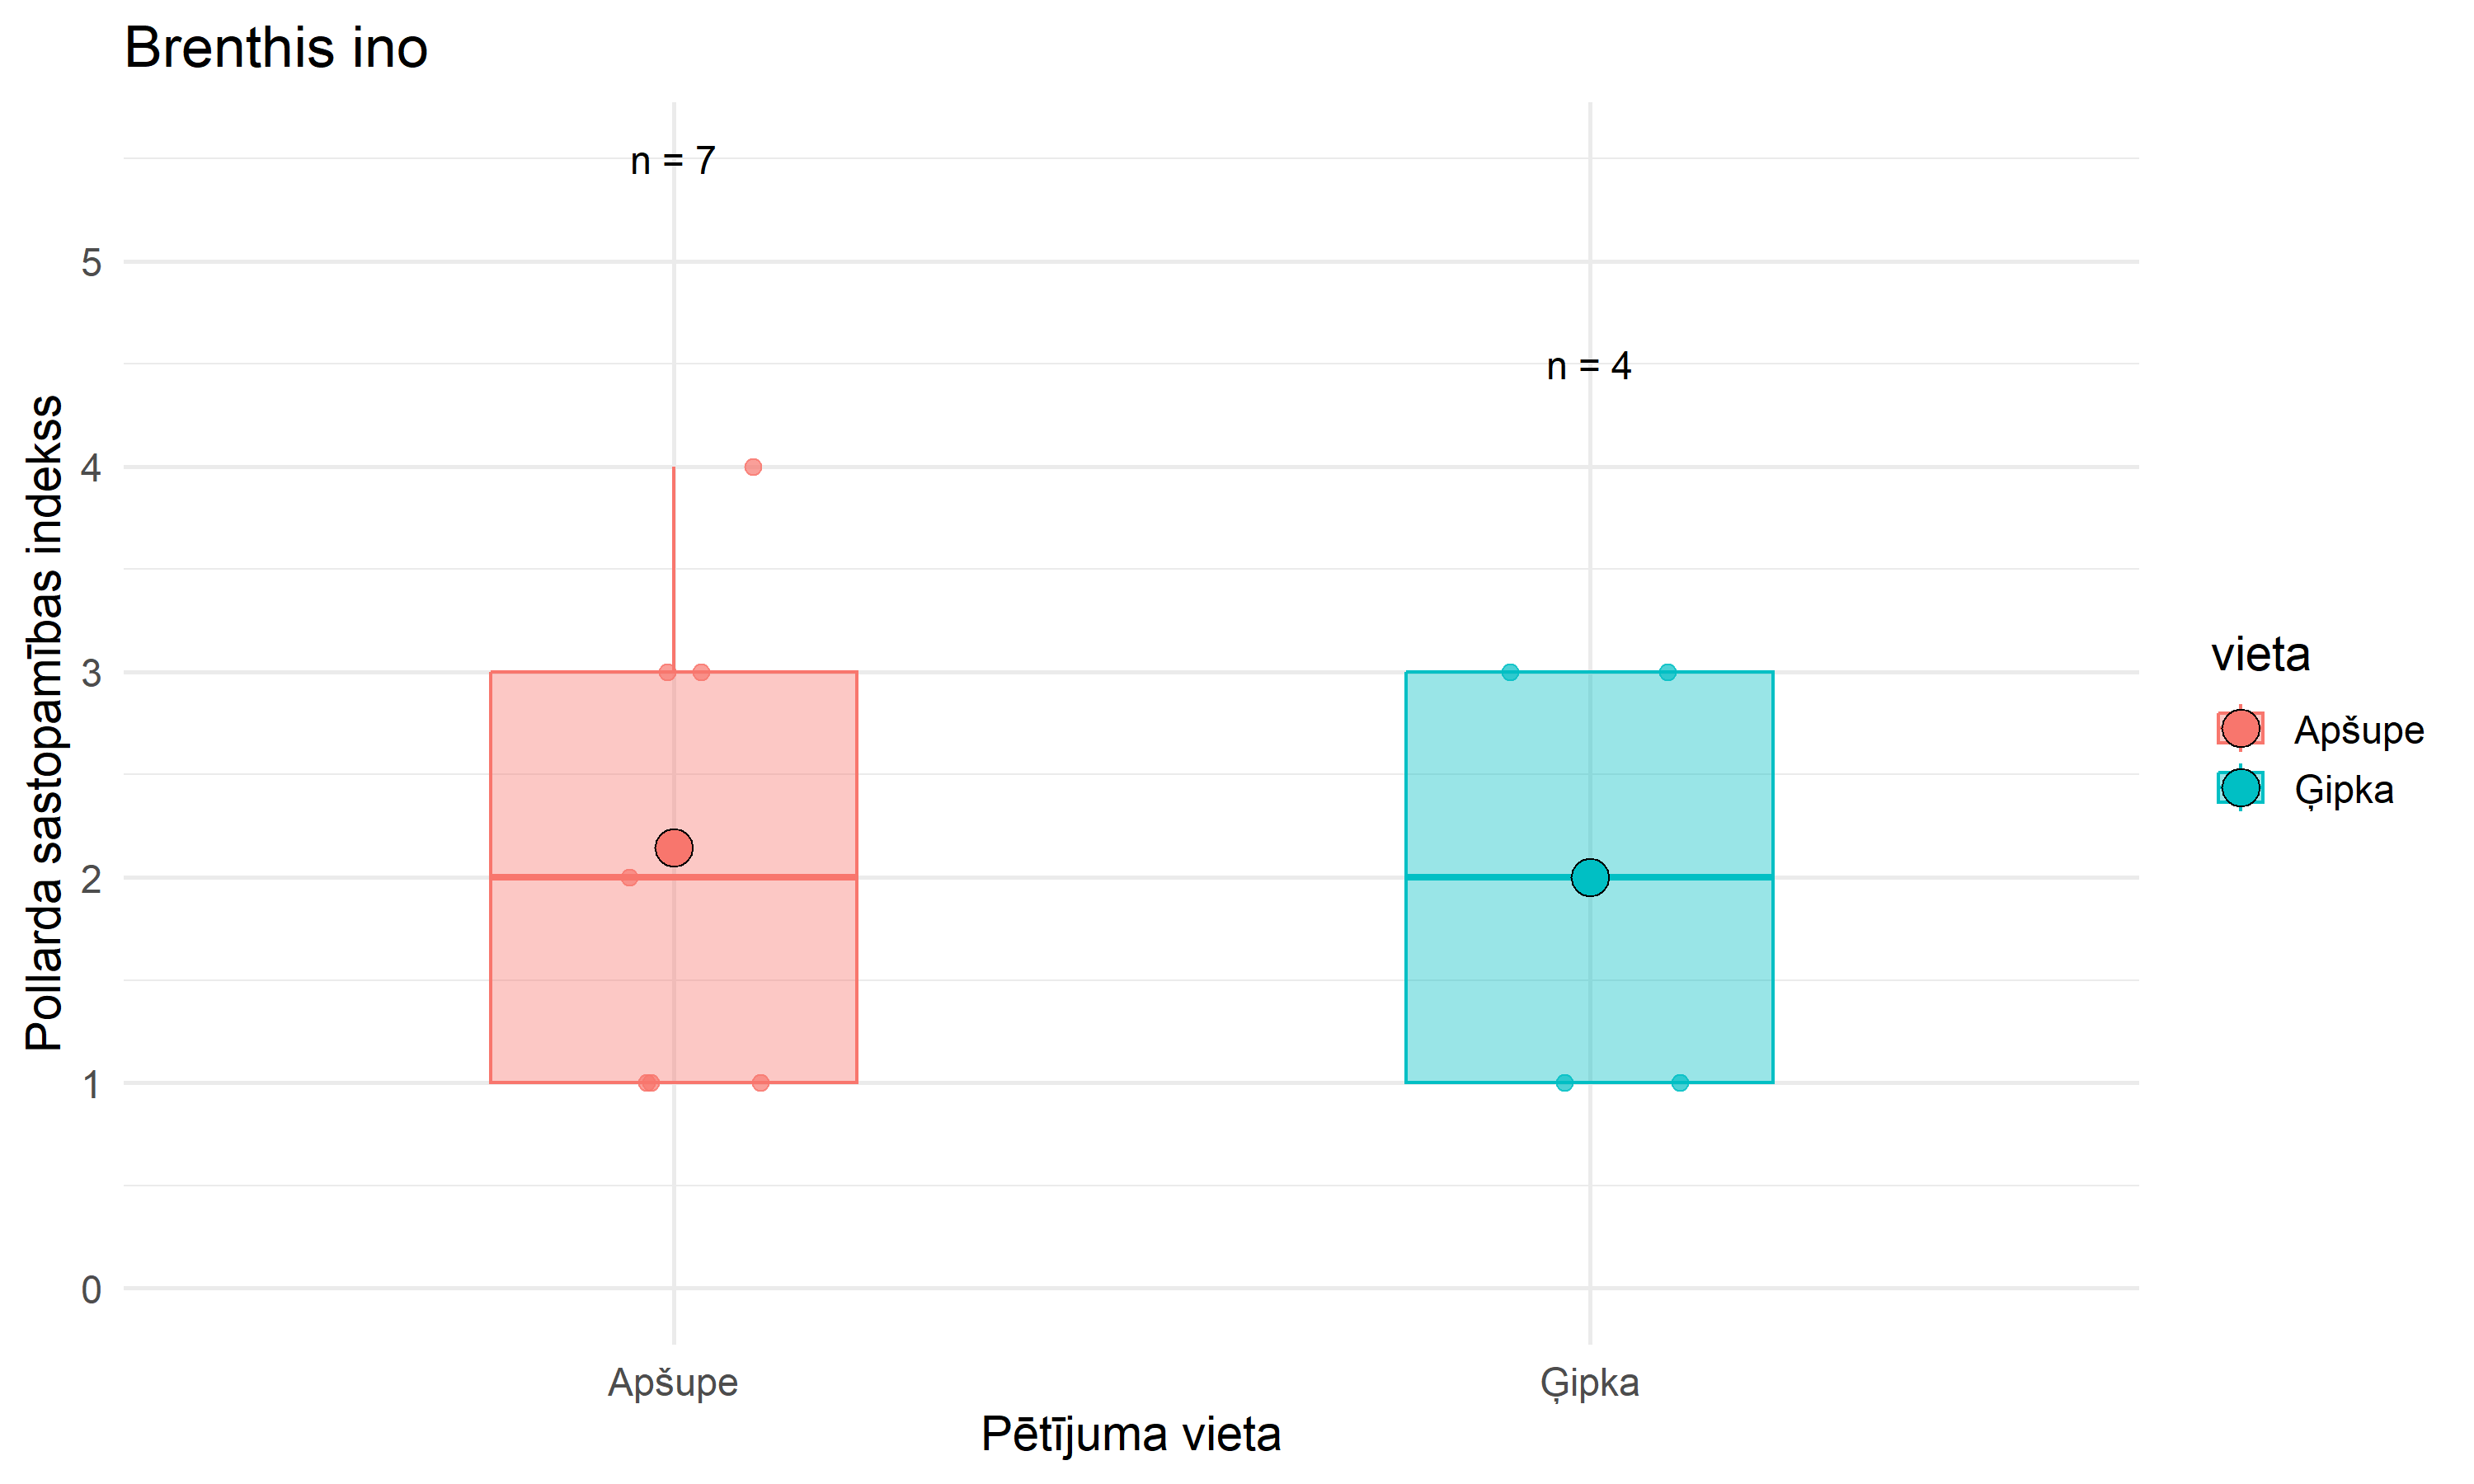 Brenthis ino
n = 7
n = 4
5
4
3
2
1
0
Pollarda sastopamības indekss
Apšupe
Ģipka
Pētījuma vieta
vieta
Apšupe
Ģipka